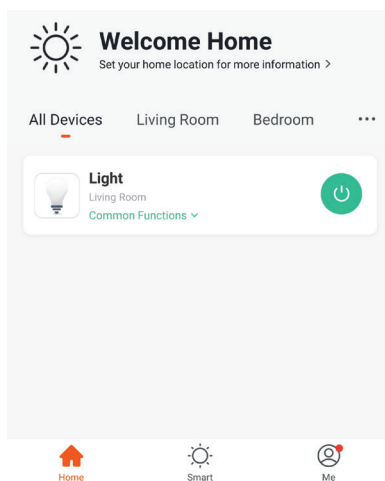 Welcome Home
Set your home location for more information >
All Devices Living Room Bedroom ...
Light
Living Room
Common Functions
Home Smart Me